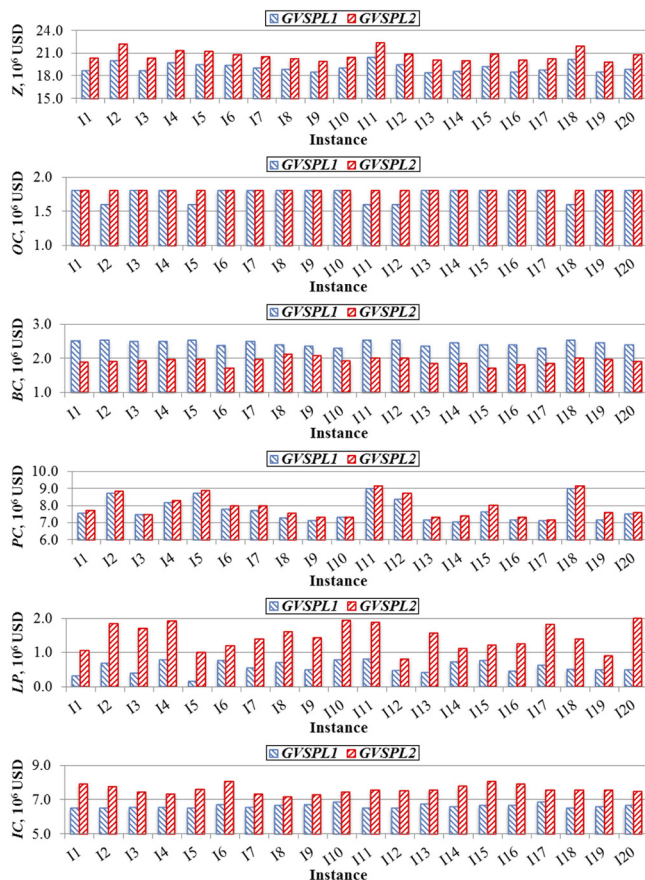 GVSPL1 GVSPL2
Z, 10⁶ USD
24.0
21.0
18.0
15.0
I1 I2 I3 I4 I5 I6 I7 I8 I9 I10 I11 I12 I13 I14 I15 I16 I17 I18 I19 I20
Instance
GVSPL1 GVSPL2
OC, 10⁶ USD
2.0
1.5
1.0
I1 I2 I3 I4 I5 I6 I7 I8 I9 I10 I11 I12 I13 I14 I15 I16 I17 I18 I19 I20
Instance
GVSPL1 GVSPL2
BC, 10⁶ USD
3.0
2.0
1.0
I1 I2 I3 I4 I5 I6 I7 I8 I9 I10 I11 I12 I13 I14 I15 I16 I17 I18 I19 I20
Instance
GVSPL1 GVSPL2
PC, 10⁶ USD
10.0
9.0
8.0
7.0
6.0
I1 I2 I3 I4 I5 I6 I7 I8 I9 I10 I11 I12 I13 I14 I15 I16 I17 I18 I19 I20
Instance
GVSPL1 GVSPL2
LP, 10⁶ USD
2.0
1.0
0.0
I1 I2 I3 I4 I5 I6 I7 I8 I9 I10 I11 I12 I13 I14 I15 I16 I17 I18 I19 I20
Instance
GVSPL1 GVSPL2
IC, 10⁶ USD
9.0
7.0
5.0
I1 I2 I3 I4 I5 I6 I7 I8 I9 I10 I11 I12 I13 I14 I15 I16 I17 I18 I19 I20
Instance